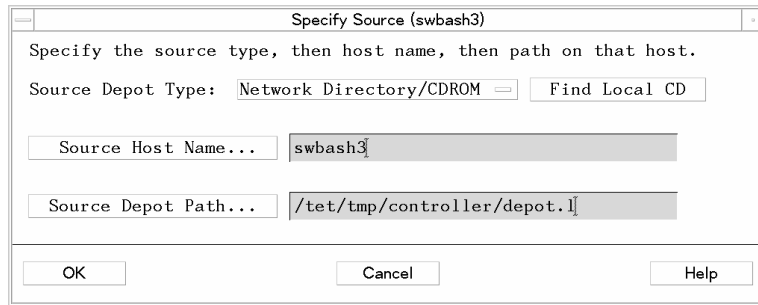 Specify Source (swbash3)
Specify the source type, then host name, then path on that host.
Source Depot Type: Network Directory/CDROM Find Local CD
Source Host Name... swbash3
Source Depot Path... /tet/tmp/controller/depot.l
OK Cancel Help